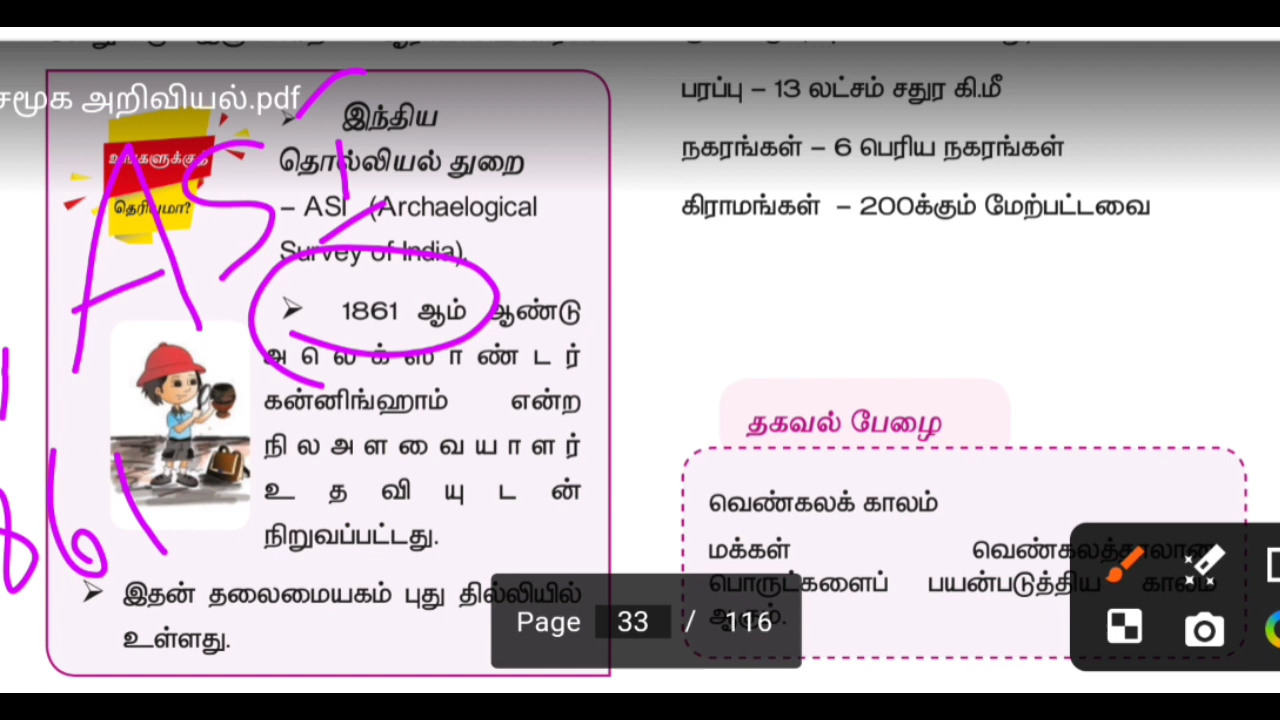 சமூக அறிவியல்.pdf
உங்களுக்குத்
தெரியுமா?
➤ இந்திய
தொல்லியல் துறை
– ASI (Archaelogical
Survey of India).
➤ 1861 ஆம் ஆண்டு
அலெக்ஸாண்டர்
கன்னிங்ஹாம் என்ற
நிலஅளவையாளர்
உதவியுடன்
நிறுவப்பட்டது.
➤ இதன் தலைமையகம் புது தில்லியில்
உள்ளது.
ASI
1861
பரப்பு – 13 லட்சம் சதுர கி.மீ
நகரங்கள் – 6 பெரிய நகரங்கள்
கிராமங்கள் – 200க்கும் மேற்பட்டவை
தகவல் பேழை
வெண்கலக் காலம்
மக்கள் வெண்கலத்தாலான
பொருட்களைப் பயன்படுத்திய காலம்
ஆகும்.
Page 33 / 116